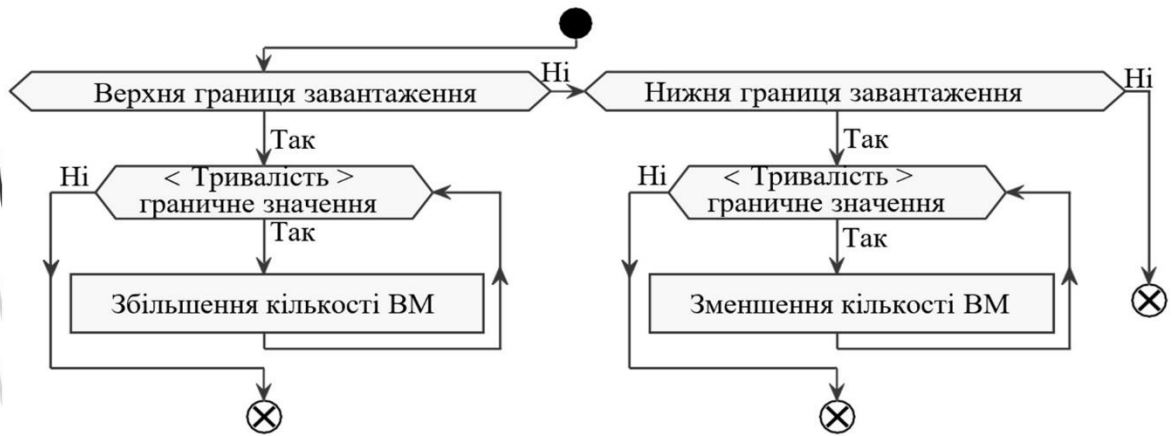 Верхня границя завантаження
Ні
Нижня границя завантаження
Ні
Так
Ні
< Тривалість >
граничне значення
Так
Збільшення кількості ВМ
Так
Ні
< Тривалість >
граничне значення
Так
Зменшення кількості ВМ